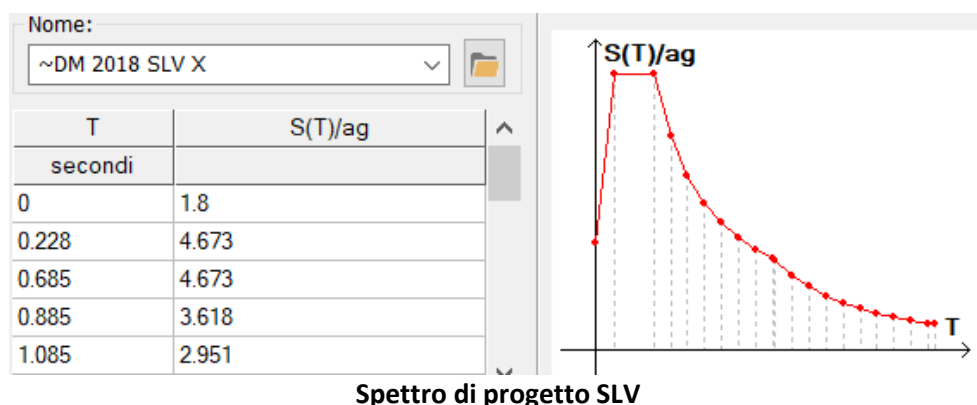 Nome:
~DM 2018 SLV X
T S(T)/ag
secondi
0 1.8
0.228 4.673
0.685 4.673
0.885 3.618
1.085 2.951
S(T)/ag
T
Spettro di progetto SLV